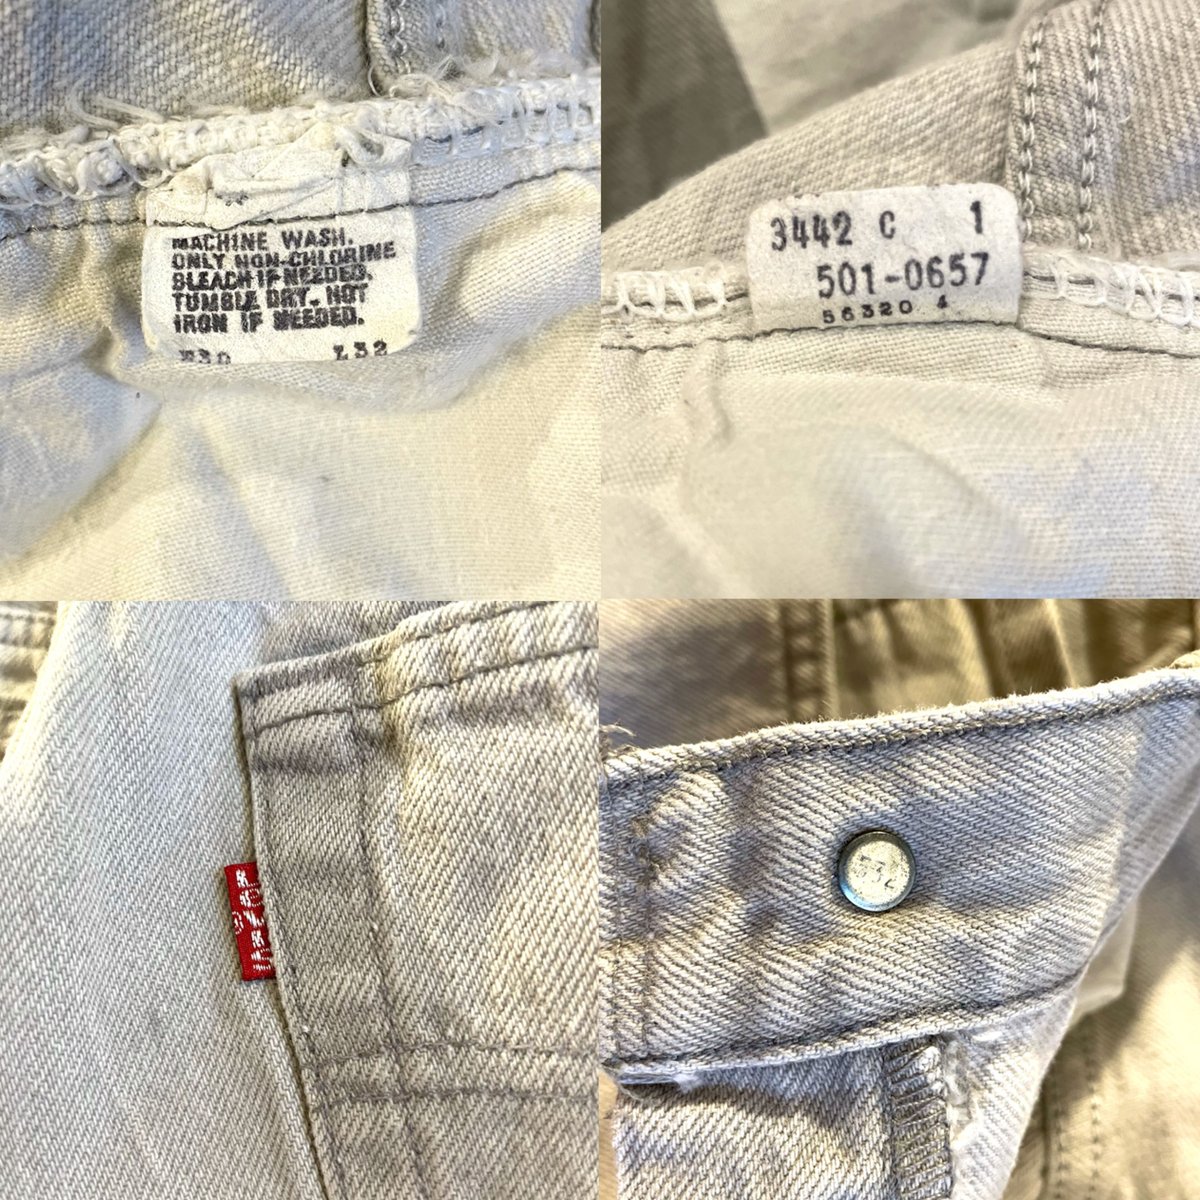 MACHINE WASH.
ONLY NON-CHLORINE
BLEACH IF NEEDED.
TUMBLE DRY. HOT
IRON IF NEEDED.
W30 L32
3442 C 1
501-0657
56320 4
LEVI'S
®